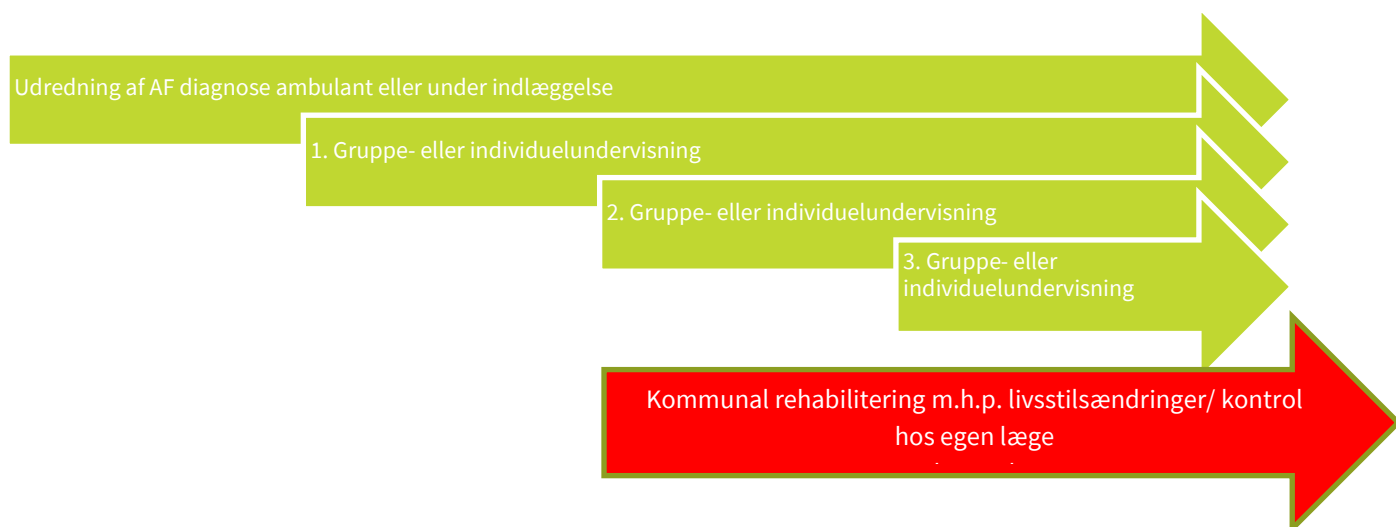 Udredning af AF diagnose ambulant eller under indlæggelse
1. Gruppe- eller individuelundervisning
2. Gruppe- eller individuelundervisning
3. Gruppe- eller
individuelundervisning
Kommunal rehabilitering m.h.p. livsstilsændringer/ kontrol
hos egen læge